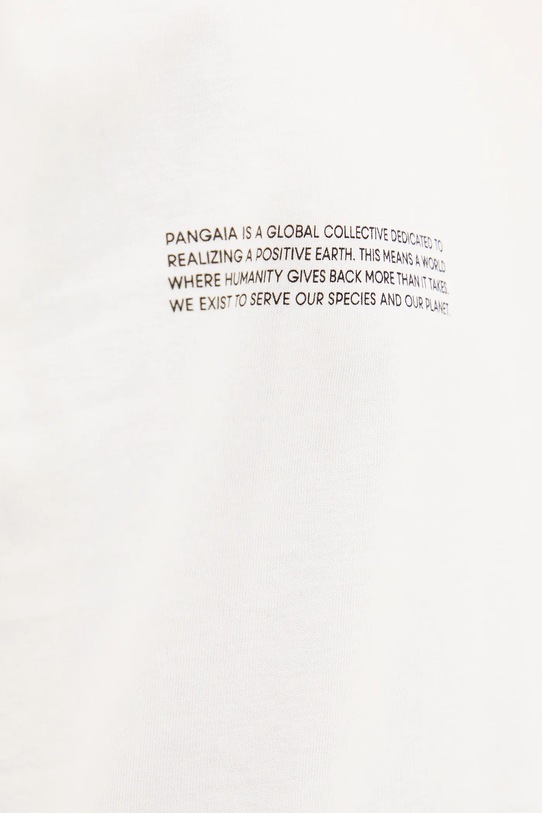 PANGAIA IS A GLOBAL COLLECTIVE DEDICATED TO
REALIZING A POSITIVE EARTH. THIS MEANS A WORLD
WHERE HUMANITY GIVES BACK MORE THAN IT TAKES.
WE EXIST TO SERVE OUR SPECIES AND OUR PLANET.